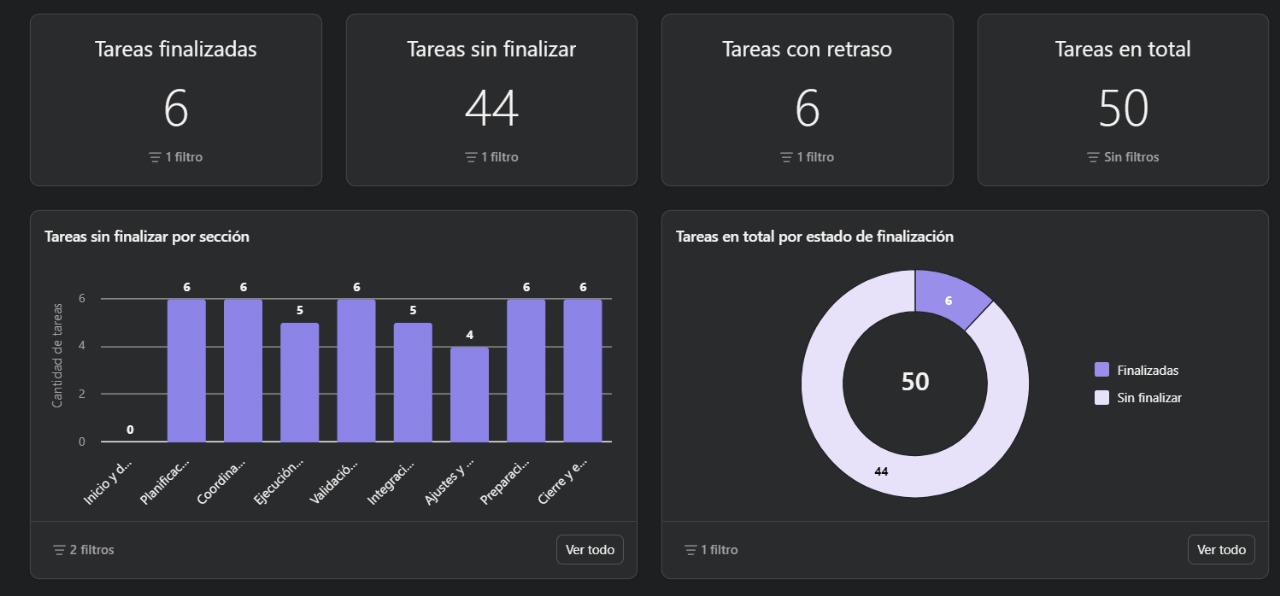 Tareas finalizadas
6
1 filtro
Tareas sin finalizar
44
1 filtro
Tareas con retraso
6
1 filtro
Tareas en total
50
Sin filtros
Tareas sin finalizar por sección
Cantidad de tareas
6
4
2
0
0
6
6
5
6
5
4
6
6
Inicio y d...
Planificac...
Coordina...
Ejecución...
Validació...
Integraci...
Ajustes y ...
Preparaci...
Cierre y e...
2 filtros
Ver todo
Tareas en total por estado de finalización
6
50
44
Finalizadas
Sin finalizar
1 filtro
Ver todo